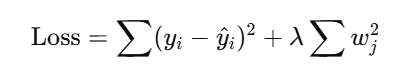 Loss = ∑(yᵢ − ŷᵢ)² + λ∑wⱼ²